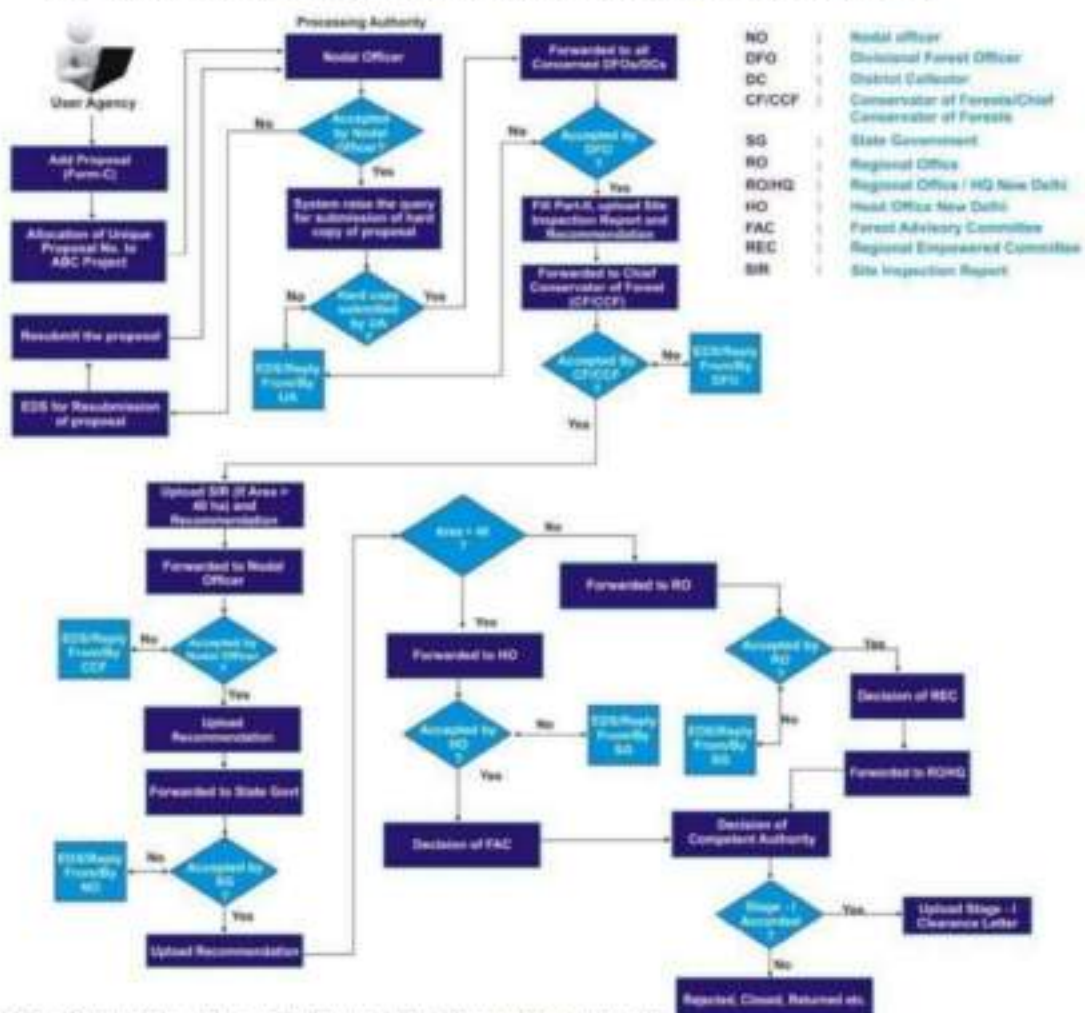 Processing Authority
User Agency
Add Proposal
(Form-C)
Allocation of Unique
Proposal No. to
ABC Project
Resubmit the proposal
EDS for Resubmission
of proposal
Nodal Officer
Accepted
by Nodal
Officer?
No
Yes
System raise the query
for submission of hard
copy of proposal
Hard copy
submitted
by UA
?
No
Yes
EDS/Reply
From/By
UA
Forwarded to all
Concerned DFOs/DCs
Accepted by
DFO
?
No
Yes
Fill Part-II, upload Site
Inspection Report and
Recommendation
Forwarded to Chief
Conservator of Forest
(CF/CCF)
Accepted By
CF/CCF
?
No
EDS/Reply
From/By
DFO
Yes
NO : Nodal officer
DFO : Divisional Forest Officer
DC : District Collector
CF/CCF : Conservator of Forests/Chief
Conservator of Forests
SG : State Government
RO : Regional Office
RO/HQ : Regional Office / HQ New Delhi
HO : Head Office New Delhi
FAC : Forest Advisory Committee
REC : Regional Empowered Committee
SIR : Site Inspection Report
Upload SIR (if Area >
40 ha) and
Recommendation
Forwarded to Nodal
Officer
Accepted by
Nodal Officer
?
No
EDS/Reply
From/By
CCF
Yes
Upload
Recommendation
Forwarded to State Govt
Accepted by
SG
?
No
EDS/Reply
From/By
NO
Yes
Upload Recommendation
Area > 40
?
No
Yes
Forwarded to RO
Forwarded to HO
Accepted by
RO
?
Yes
No
EDS/Reply
From/By
SG
Decision of REC
Forwarded to RO/HQ
Accepted by
HO
?
No
EDS/Reply
From/By
SG
Yes
Decision of FAC
Decision of
Competent Authority
Stage - I
Accorded
?
Yes
Upload Stage - I
Clearance Letter
No
Rejected, Closed, Returned etc.